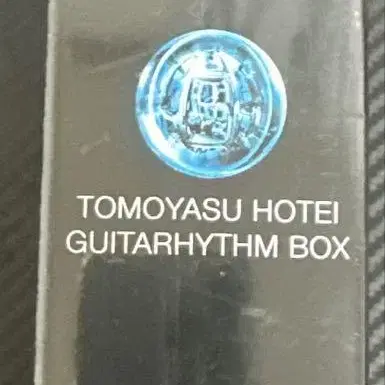 TOMOYASU HOTEI
GUITARHYTHM BOX